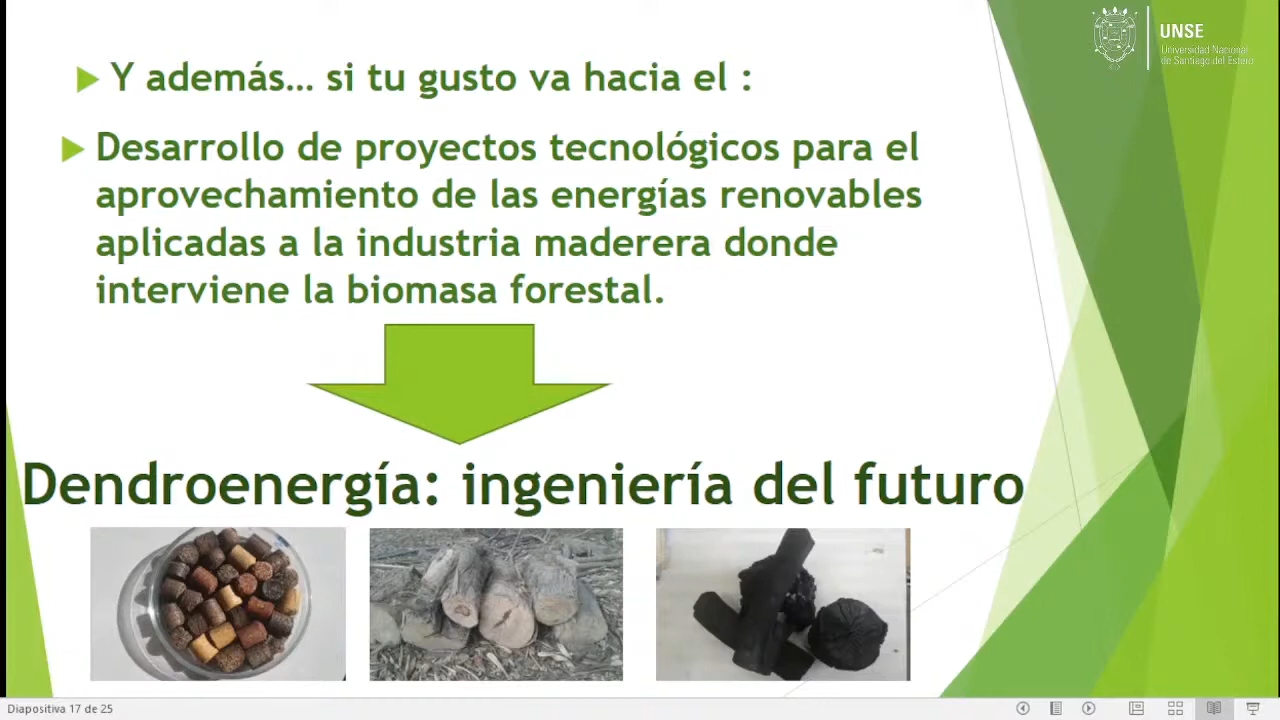 UNSE
Universidad Nacional
de Santiago del Estero
Y además... si tu gusto va hacia el :
Desarrollo de proyectos tecnológicos para el
aprovechamiento de las energías renovables
aplicadas a la industria maderera donde
interviene la biomasa forestal.
Dendroenergía: ingeniería del futuro
Diapositiva 17 de 25